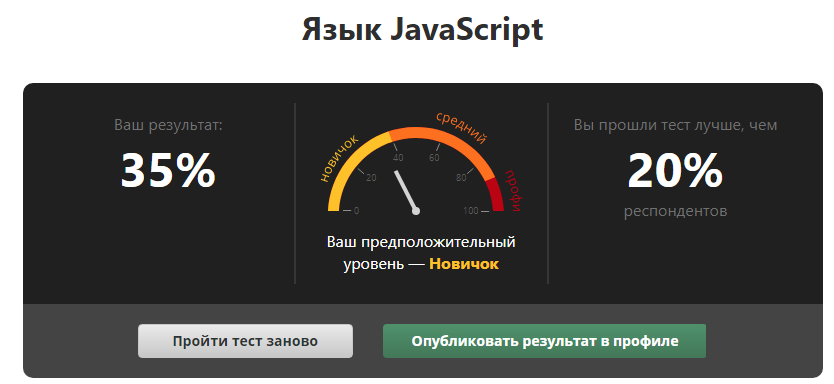 Язык JavaScript
Ваш результат:
35%
новичок
средний
профи
0
20
40
60
80
100
Ваш предположительный
уровень — Новичок
Вы прошли тест лучше, чем
20%
респондентов
Пройти тест заново
Опубликовать результат в профиле